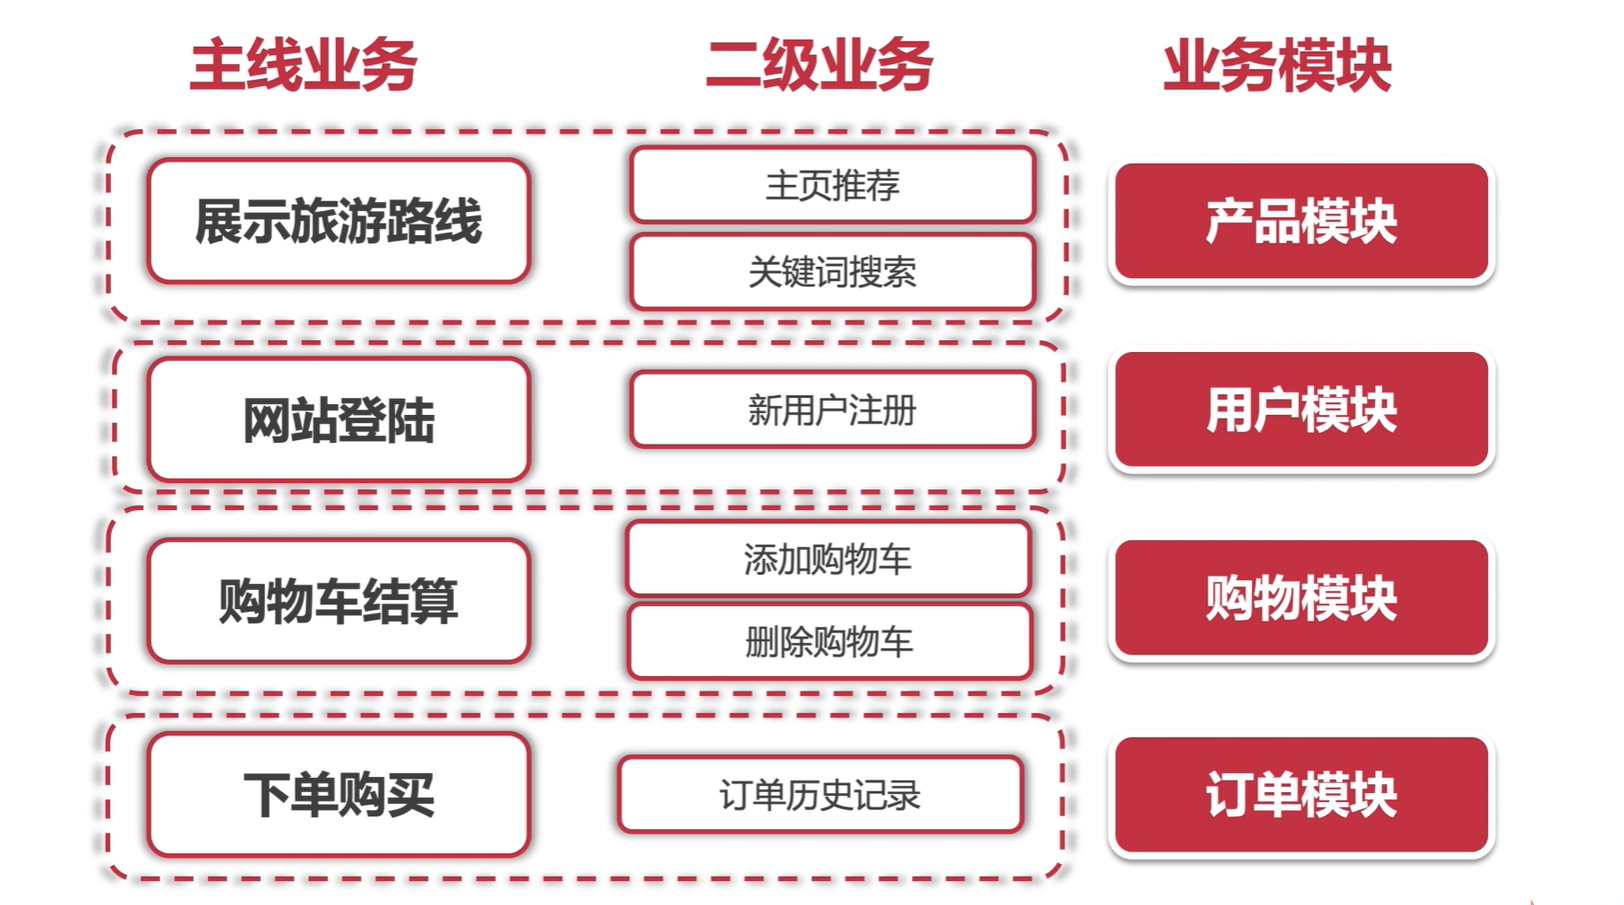 主线业务
二级业务
业务模块
展示旅游路线
主页推荐
关键词搜索
产品模块
网站登陆
新用户注册
用户模块
购物车结算
添加购物车
删除购物车
购物模块
下单购买
订单历史记录
订单模块